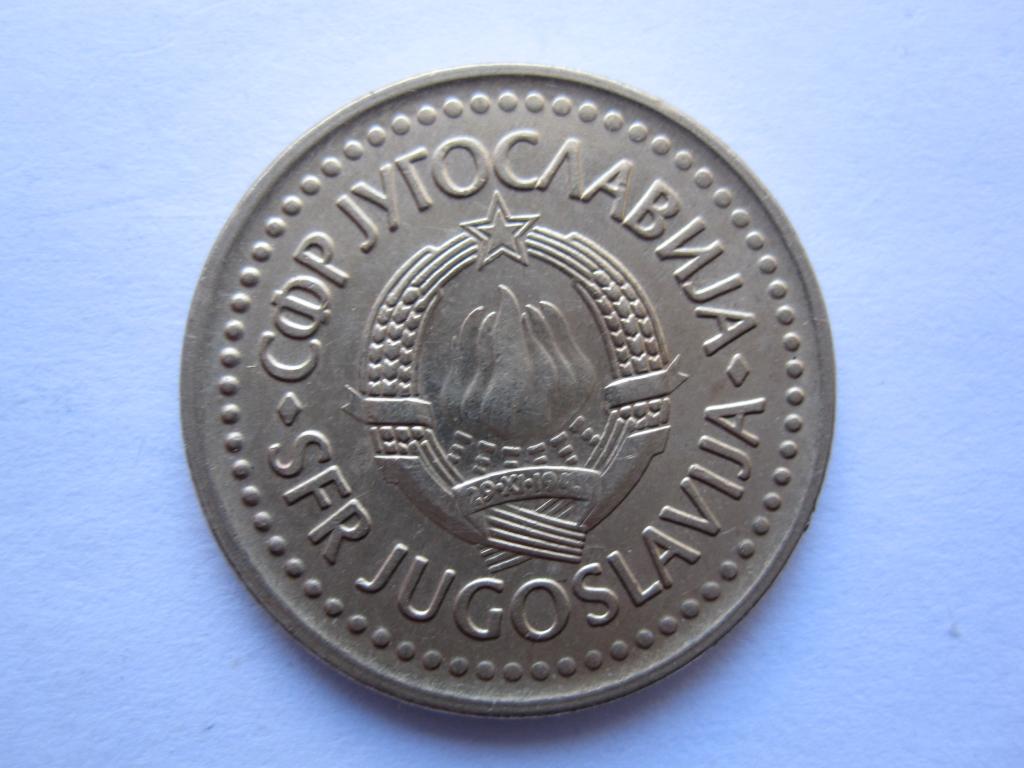 СФР ЈУГОСЛАВИЈА
SFR JUGOSLAVIJA
29·XI·194